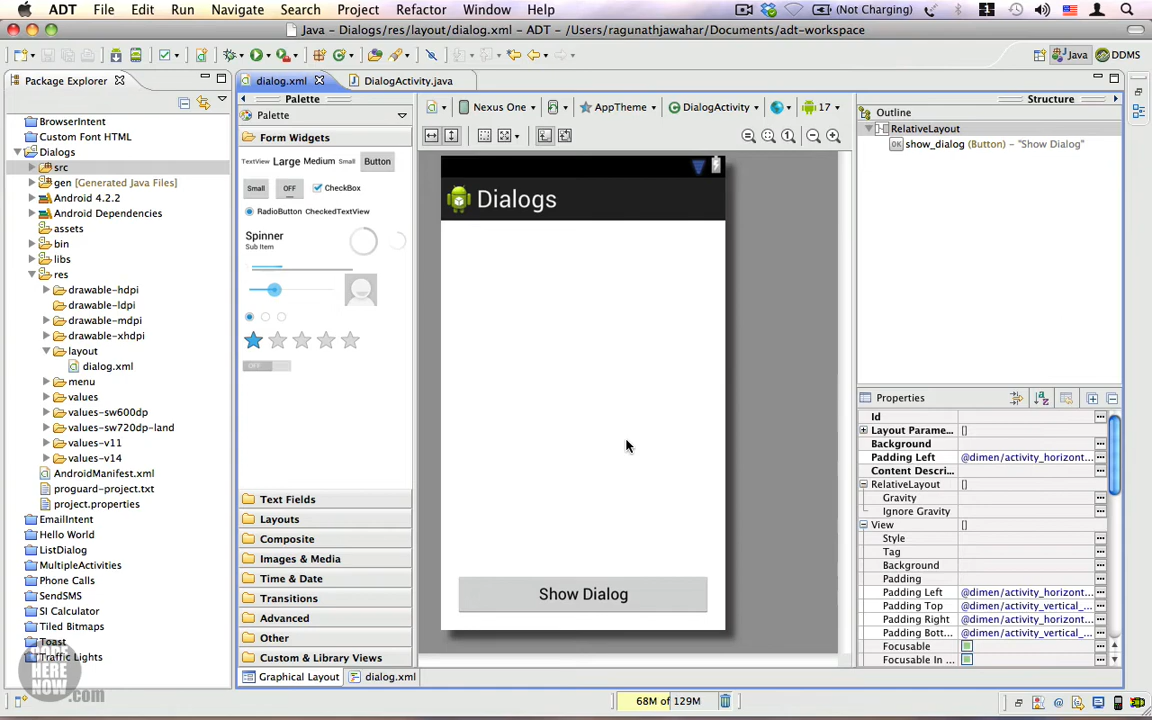 ADT File Edit Run Navigate Search Project Refactor Window Help (Not Charging) 1
Java - Dialogs/res/layout/dialog.xml - ADT - /Users/ragunathjawahar/Documents/adt-workspace
Java DDMS
Package Explorer
BrowserIntent
Custom Font HTML
Dialogs
src
gen [Generated Java Files]
Android 4.2.2
Android Dependencies
assets
bin
libs
res
drawable-hdpi
drawable-ldpi
drawable-mdpi
drawable-xhdpi
layout
dialog.xml
menu
values
values-sw600dp
values-sw720dp-land
values-v11
values-v14
AndroidManifest.xml
proguard-project.txt
project.properties
EmailIntent
Hello World
ListDialog
MultipleActivities
Phone Calls
SendSMS
SI Calculator
Tiled Bitmaps
Toast
Traffic Lights
HERE
NOW
.com
dialog.xml DialogActivity.java
Palette
Palette
Form Widgets
TextView Large Medium Small Button
Small OFF CheckBox
RadioButton CheckedTextView
Spinner
Sub Item
OFF
Text Fields
Layouts
Composite
Images & Media
Time & Date
Transitions
Advanced
Other
Custom & Library Views
Graphical Layout dialog.xml
Nexus One AppTheme DialogActivity 17
Dialogs
Show Dialog
Structure
Outline
RelativeLayout
OK show_dialog (Button) – "Show Dialog"
Properties
Id
Layout Parame... []
Background
Padding Left @dimen/activity_horizont...
Content Descri...
RelativeLayout []
Gravity
Ignore Gravity
View []
Style
Tag
Background
Padding
Padding Left @dimen/activity_horizont...
Padding Top @dimen/activity_vertical_...
Padding Right @dimen/activity_horizont...
Padding Bott... @dimen/activity_vertical_...
Focusable
Focusable In ...
68M of 129M